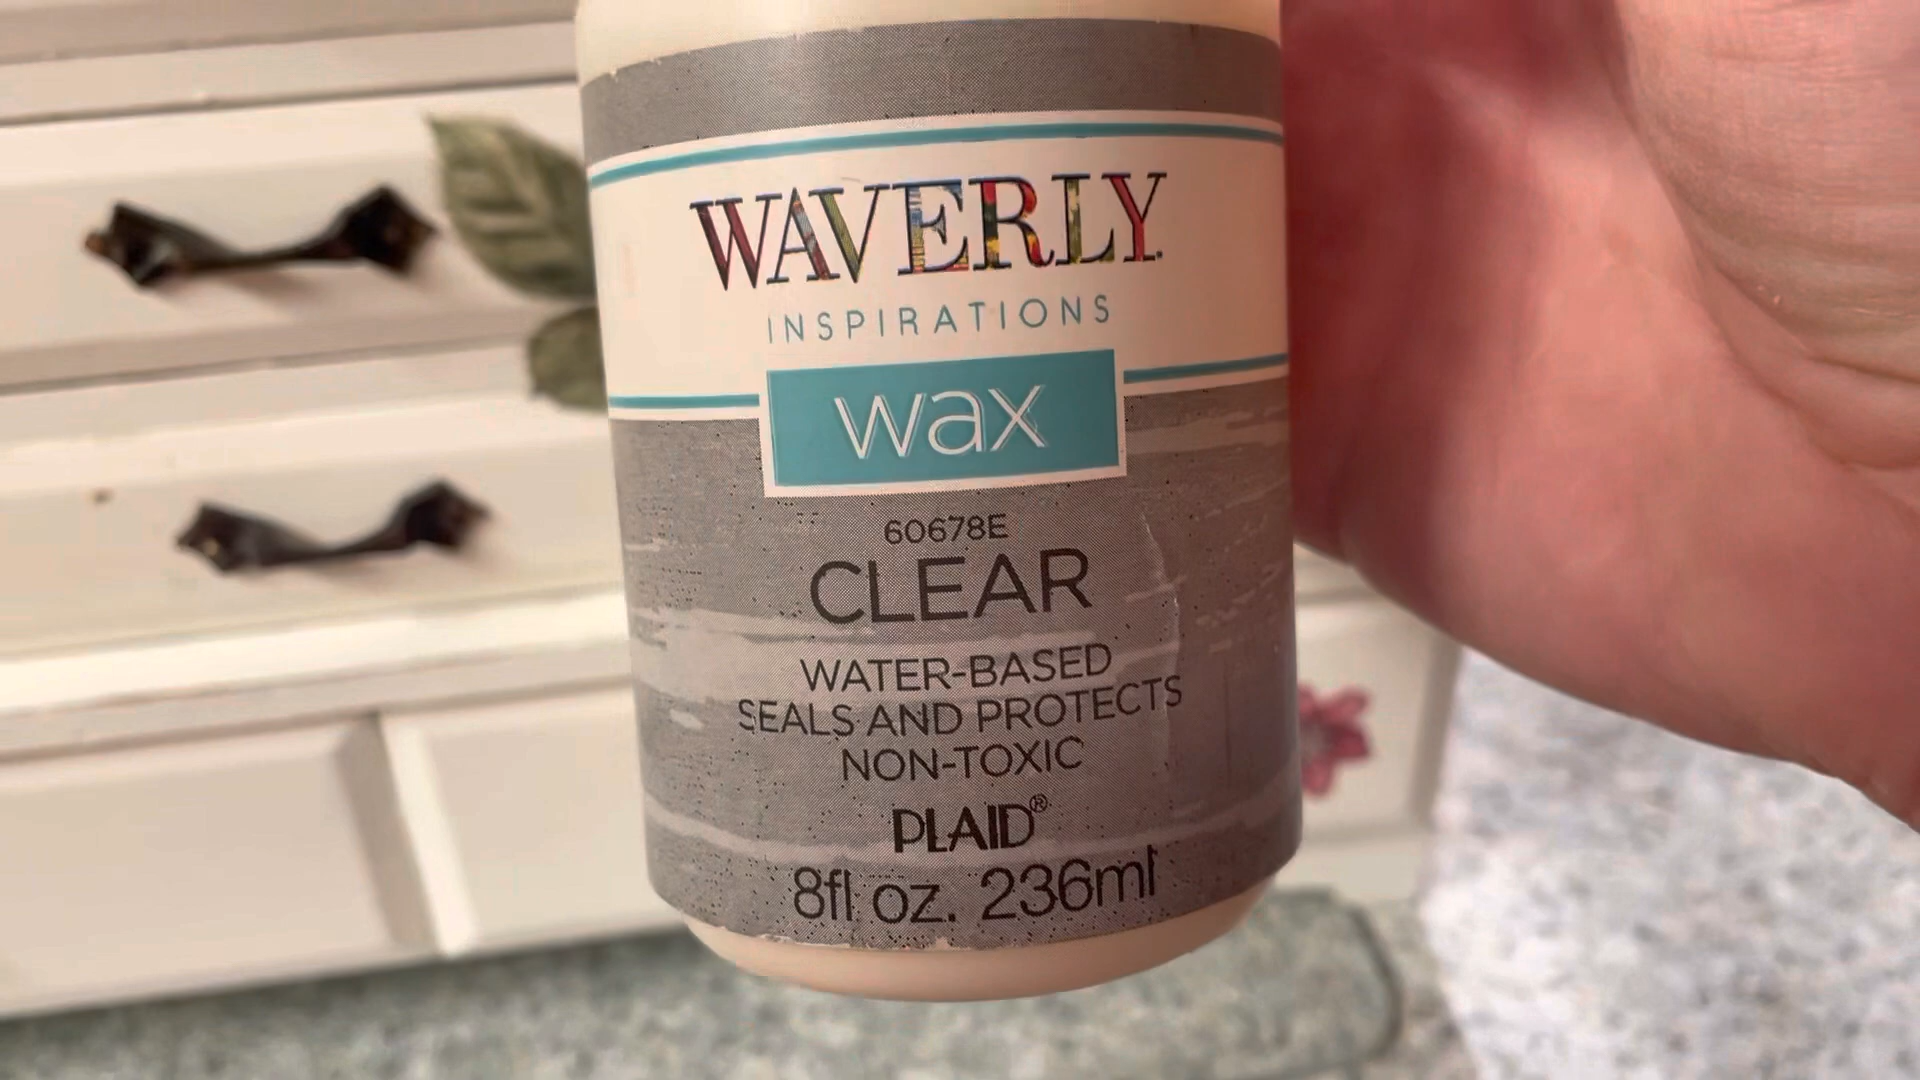 WAVERLY
INSPIRATIONS
wax
60678E
CLEAR
WATER-BASED
SEALS AND PROTECTS
NON-TOXIC
PLAID®
8fl oz. 236ml